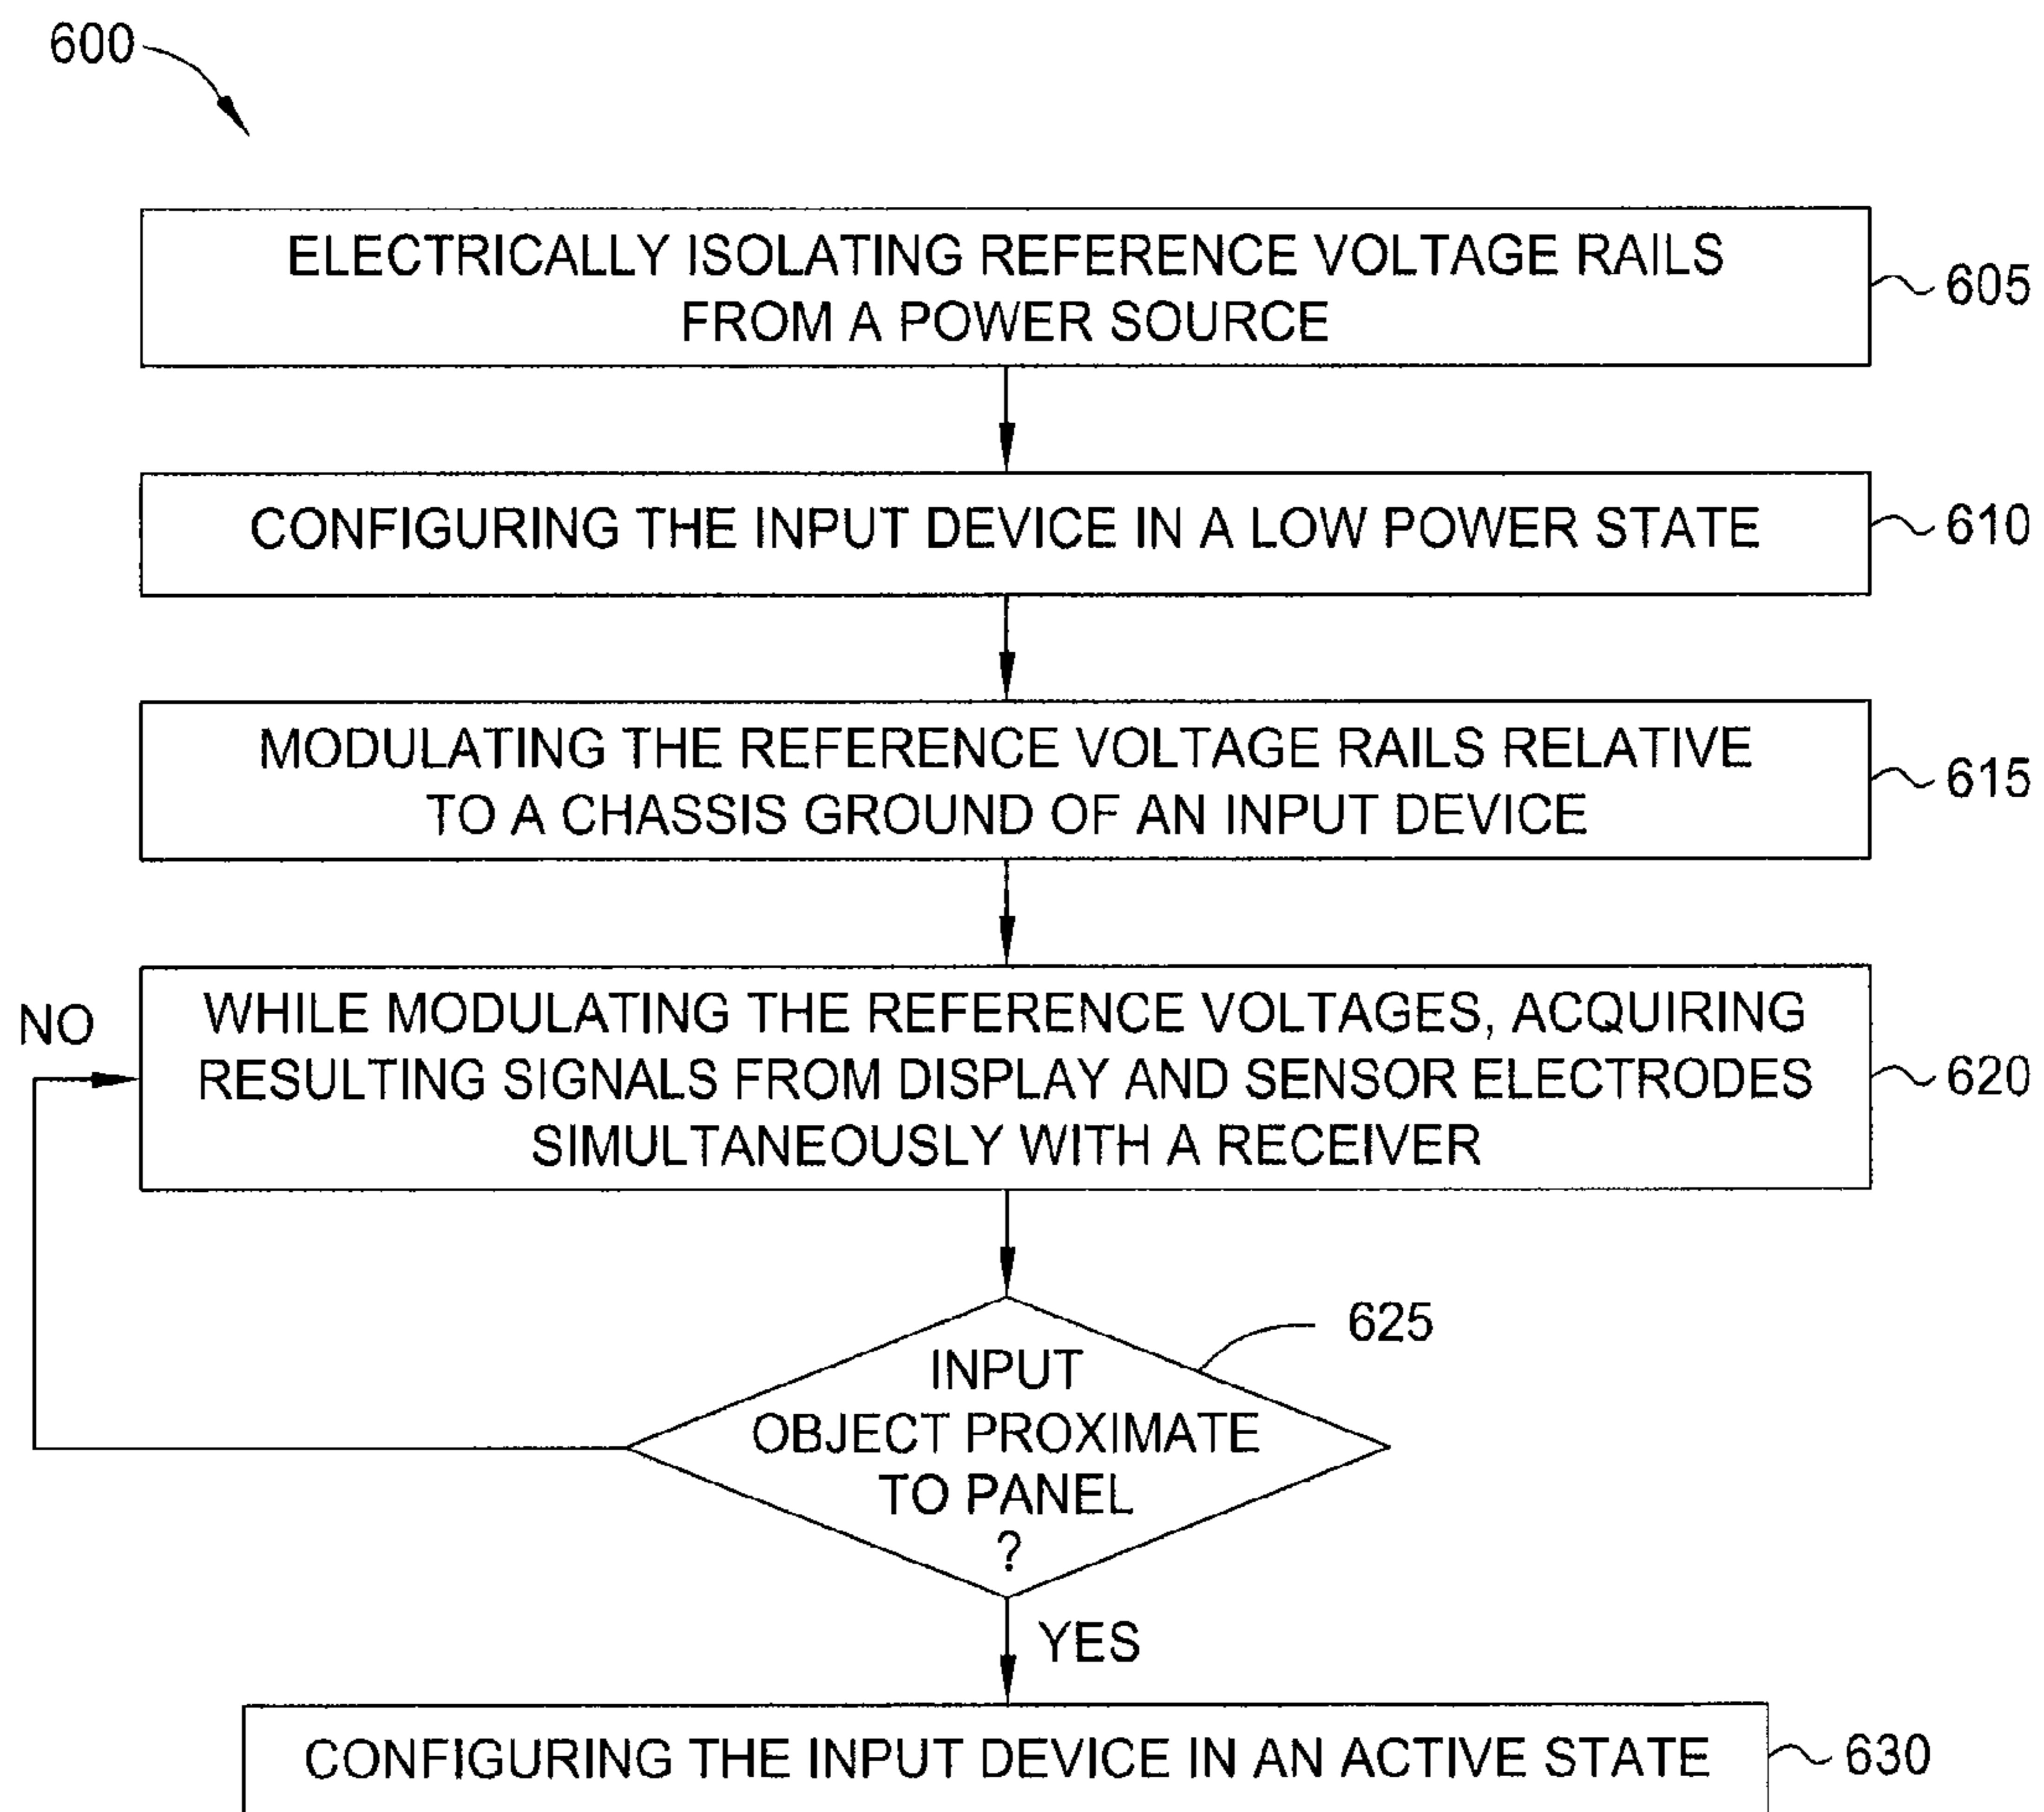 600
ELECTRICALLY ISOLATING REFERENCE VOLTAGE RAILS
FROM A POWER SOURCE
605
CONFIGURING THE INPUT DEVICE IN A LOW POWER STATE
610
MODULATING THE REFERENCE VOLTAGE RAILS RELATIVE
TO A CHASSIS GROUND OF AN INPUT DEVICE
615
NO
WHILE MODULATING THE REFERENCE VOLTAGES, ACQUIRING
RESULTING SIGNALS FROM DISPLAY AND SENSOR ELECTRODES
SIMULTANEOUSLY WITH A RECEIVER
620
625
INPUT
OBJECT PROXIMATE
TO PANEL
?
YES
CONFIGURING THE INPUT DEVICE IN AN ACTIVE STATE
630